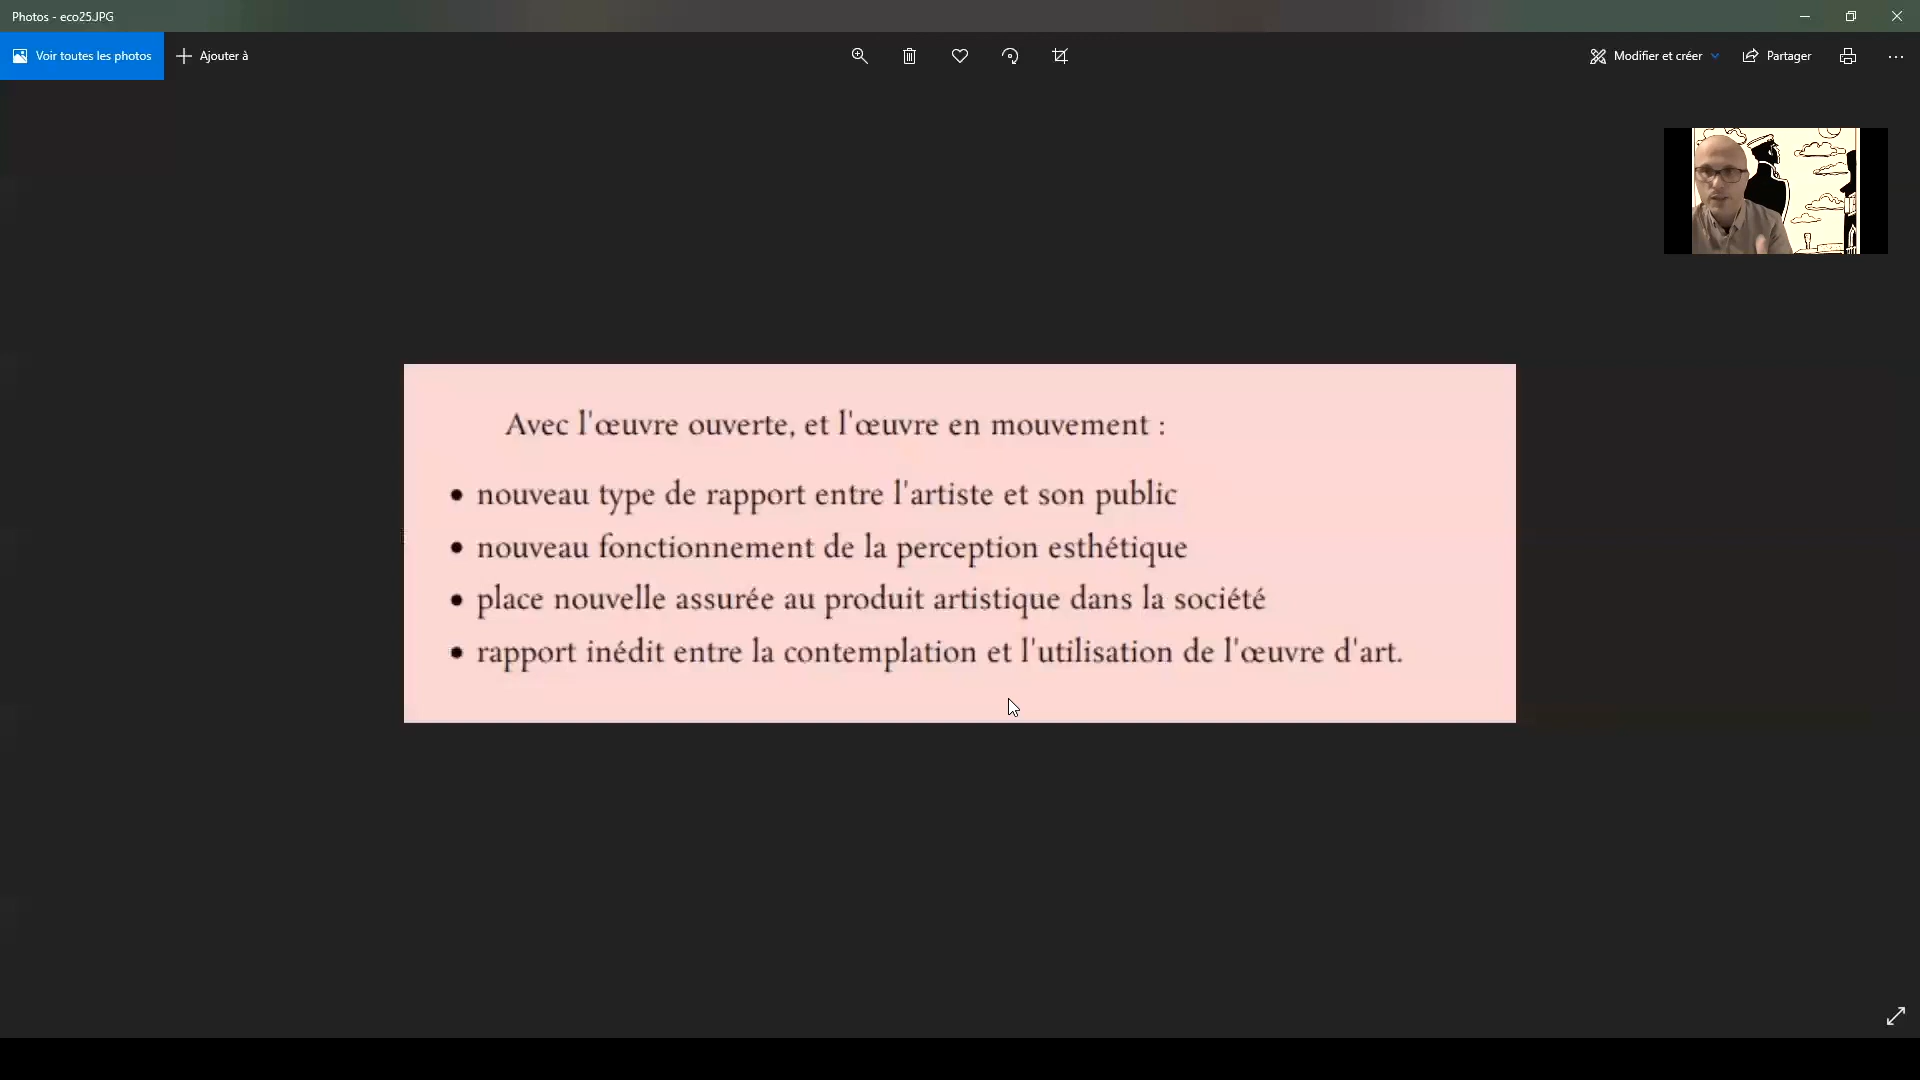 Photos - eco25.JPG
Voir toutes les photos
Ajouter à
Modifier et créer
Partager
Avec l'œuvre ouverte, et l'œuvre en mouvement :
• nouveau type de rapport entre l'artiste et son public
• nouveau fonctionnement de la perception esthétique
• place nouvelle assurée au produit artistique dans la société
• rapport inédit entre la contemplation et l'utilisation de l'œuvre d'art.